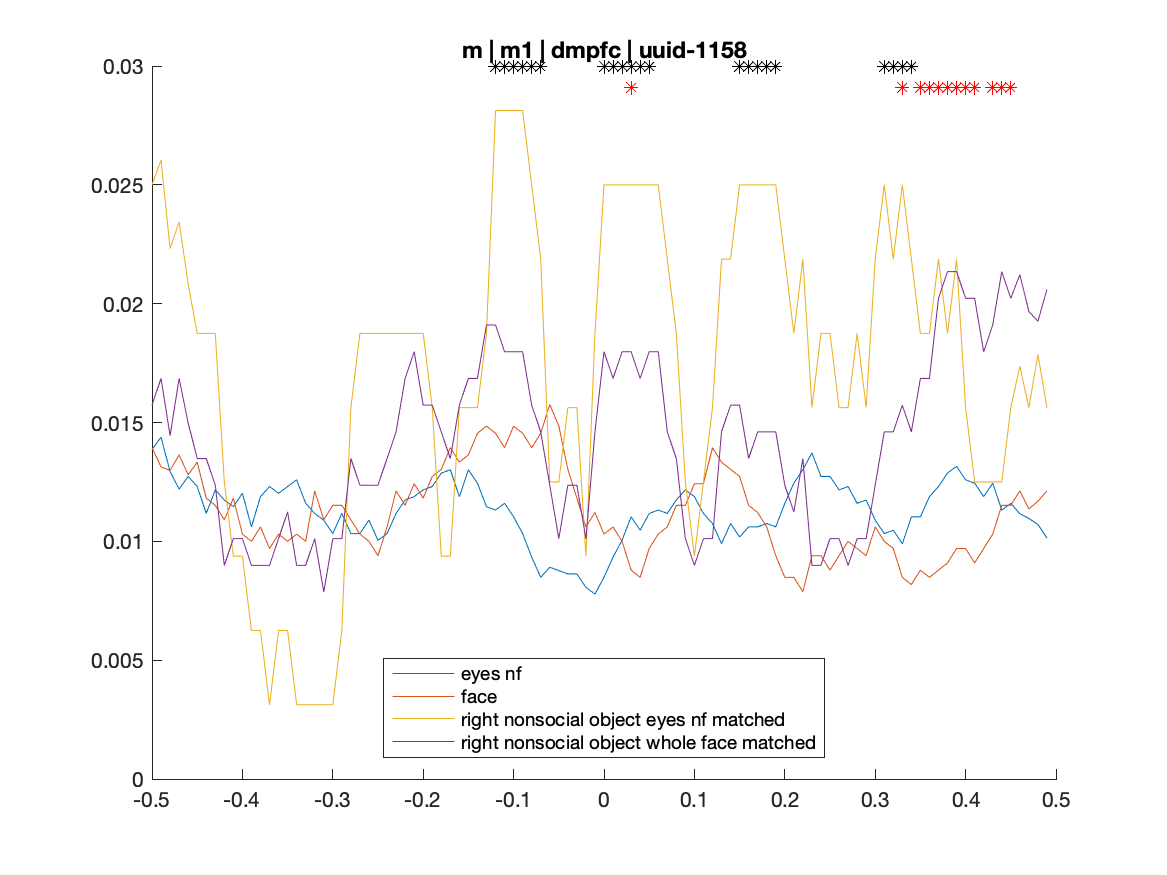 m | m1 | dmpfc | uuid-1158
0.03
0.025
0.02
0.015
0.01
0.005
0
eyes nf
face
right nonsocial object eyes nf matched
right nonsocial object whole face matched
-0.5 -0.4 -0.3 -0.2 -0.1 0 0.1 0.2 0.3 0.4 0.5